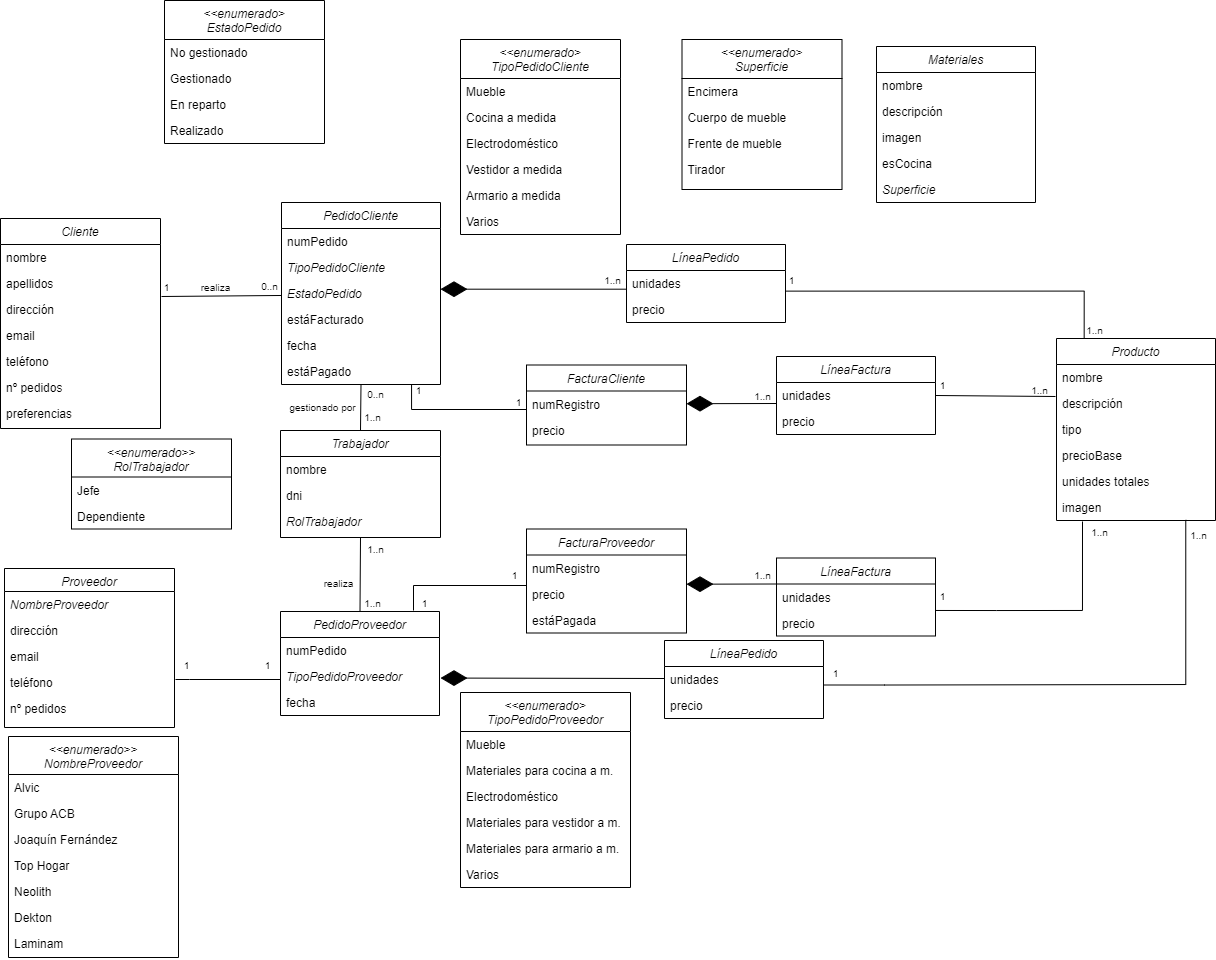 <<enumerado>
EstadoPedido
No gestionado
Gestionado
En reparto
Realizado
<<enumerado>
TipoPedidoCliente
Mueble
Cocina a medida
Electrodoméstico
Vestidor a medida
Armario a medida
Varios
<<enumerado>
Superficie
Encimera
Cuerpo de mueble
Frente de mueble
Tirador
Materiales
nombre
descripción
imagen
esCocina
Superficie
Cliente
nombre
apellidos
dirección
email
teléfono
nº pedidos
preferencias
1
realiza
0..n
PedidoCliente
numPedido
TipoPedidoCliente
EstadoPedido
estáFacturado
fecha
estáPagado
1..n
LíneaPedido
unidades
precio
1
1..n
Producto
nombre
descripción
tipo
precioBase
unidades totales
imagen
0..n
gestionado por
1..n
1
1
FacturaCliente
numRegistro
precio
1..n
LíneaFactura
unidades
precio
1
1..n
<<enumerado>>
RolTrabajador
Jefe
Dependiente
Trabajador
nombre
dni
RolTrabajador
1..n
realiza
1..n
1
1
FacturaProveedor
numRegistro
precio
estáPagada
1..n
LíneaFactura
unidades
precio
1
1..n
1..n
Proveedor
NombreProveedor
dirección
email
teléfono
nº pedidos
1
1
PedidoProveedor
numPedido
TipoPedidoProveedor
fecha
LíneaPedido
unidades
precio
1
<<enumerado>
TipoPedidoProveedor
Mueble
Materiales para cocina a m.
Electrodoméstico
Materiales para vestidor a m.
Materiales para armario a m.
Varios
<<enumerado>>
NombreProveedor
Alvic
Grupo ACB
Joaquín Fernández
Top Hogar
Neolith
Dekton
Laminam